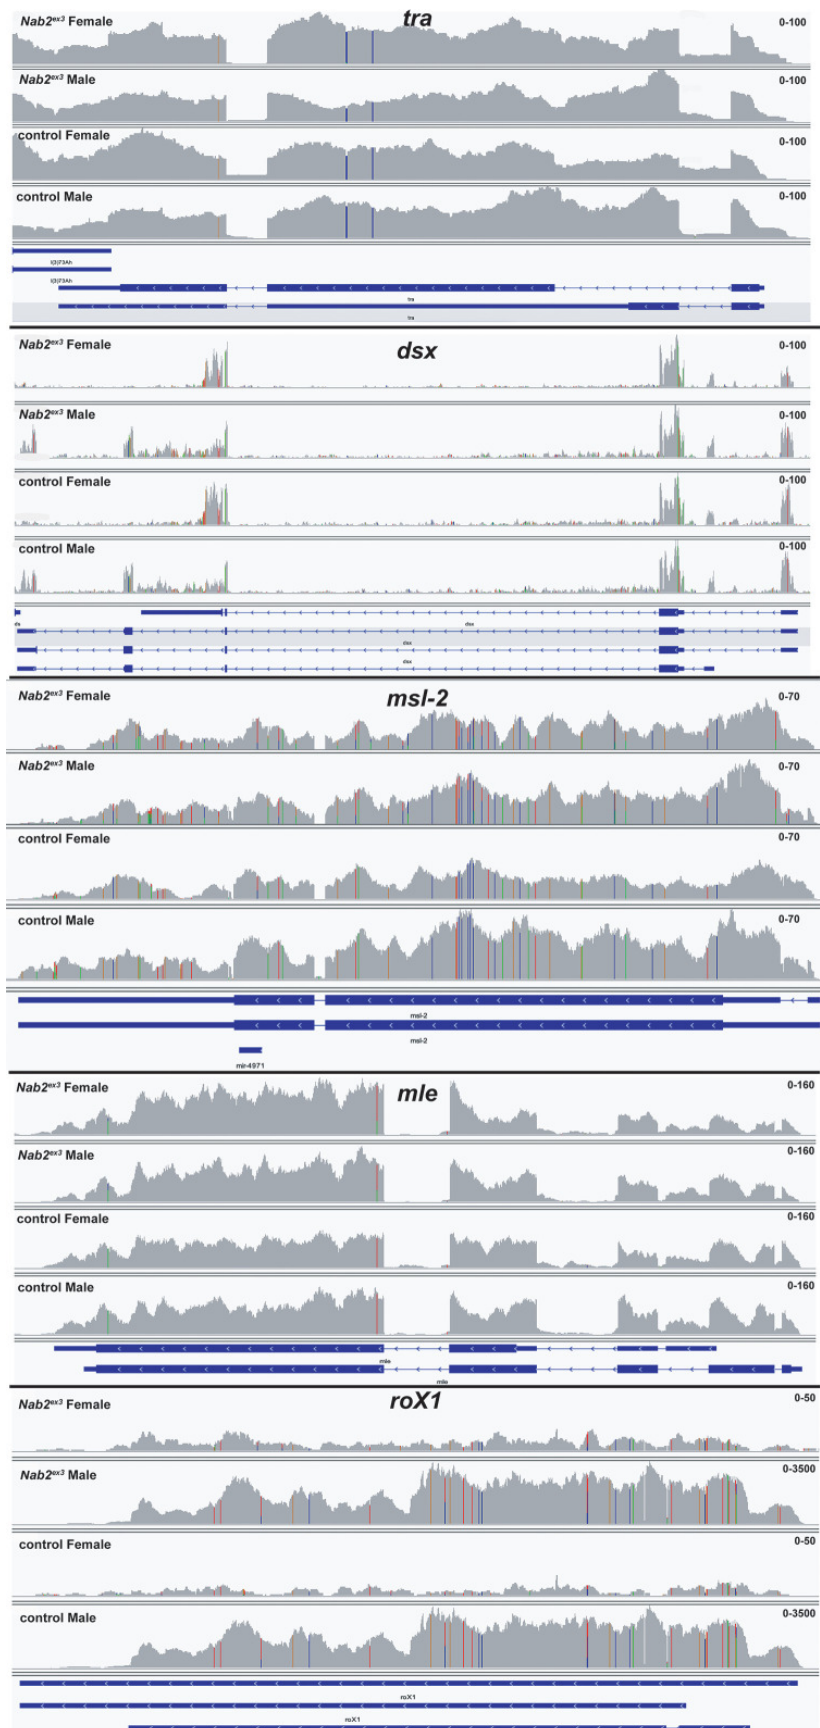 tra
Nab2ex3 Female 0-100
Nab2ex3 Male 0-100
control Female 0-100
control Male 0-100
l(3)73Ah
l(3)73Ah
tra
tra
dsx
Nab2ex3 Female 0-100
Nab2ex3 Male 0-100
control Female 0-100
control Male 0-100
ds dsx
dsx
dsx
msl-2
Nab2ex3 Female 0-70
Nab2ex3 Male 0-70
control Female 0-70
control Male 0-70
msl-2
msl-2
mir-4971
mle
Nab2ex3 Female 0-160
Nab2ex3 Male 0-160
control Female 0-160
control Male 0-160
mle
mle
roX1
Nab2ex3 Female 0-50
Nab2ex3 Male 0-3500
control Female 0-50
control Male 0-3500
roX1
roX1